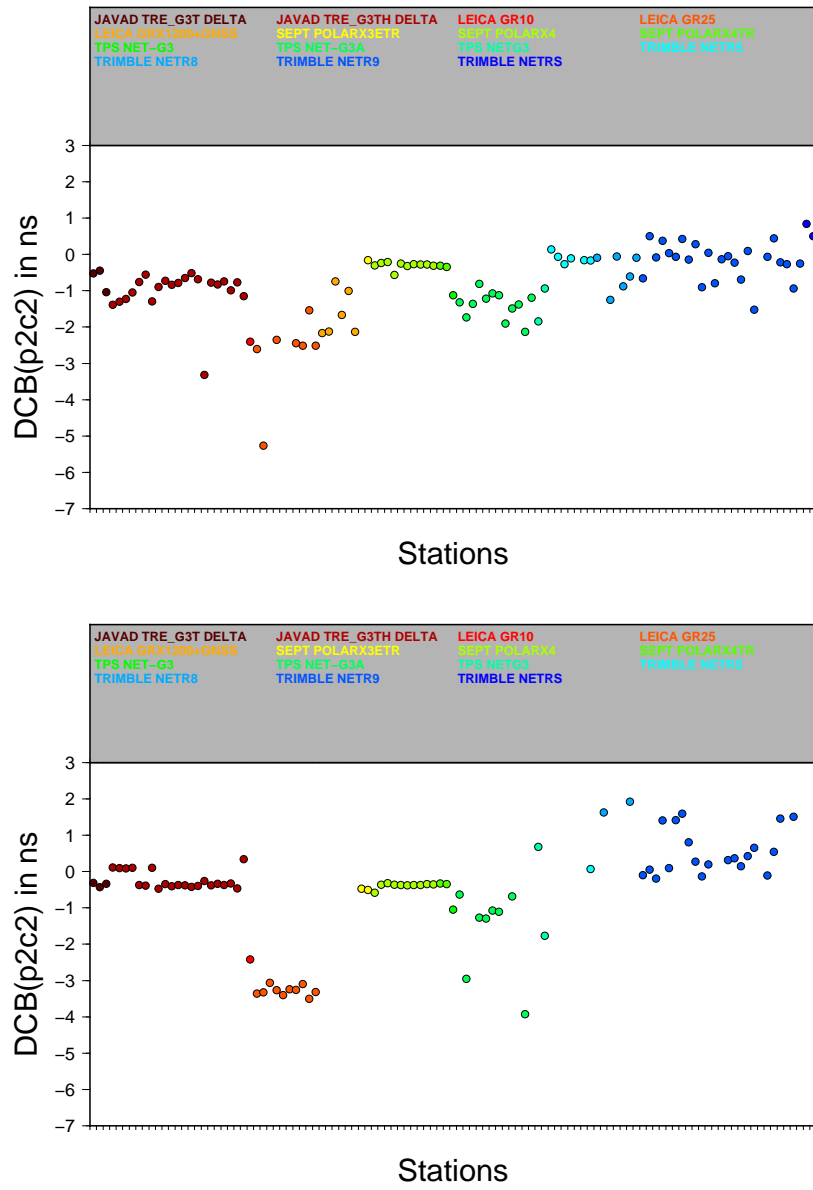 JAVAD TRE_G3T DELTA JAVAD TRE_G3TH DELTA LEICA GR10 LEICA GR25
LEICA GRX1200+GNSS SEPT POLARX3ETR SEPT POLARX4 SEPT POLARX4TR
TPS NET−G3 TPS NET−G3A TPS NETG3 TRIMBLE NETR5
TRIMBLE NETR8 TRIMBLE NETR9 TRIMBLE NETRS
3
2
1
0
−1
−2
−3
−4
−5
−6
−7
DCB(p2c2) in ns
Stations
JAVAD TRE_G3T DELTA JAVAD TRE_G3TH DELTA LEICA GR10 LEICA GR25
LEICA GRX1200+GNSS SEPT POLARX3ETR SEPT POLARX4 SEPT POLARX4TR
TPS NET−G3 TPS NET−G3A TPS NETG3 TRIMBLE NETR5
TRIMBLE NETR8 TRIMBLE NETR9 TRIMBLE NETRS
3
2
1
0
−1
−2
−3
−4
−5
−6
−7
DCB(p2c2) in ns
Stations